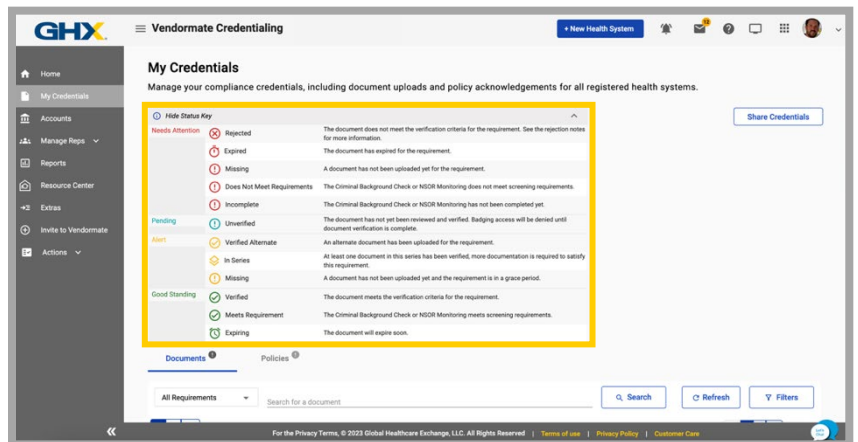 GHX
Vendormate Credentialing
+ New Health System
Home
My Credentials
Accounts
Manage Reps
Reports
Resource Center
Extras
Invite to Vendormate
Actions
My Credentials
Manage your compliance credentials, including document uploads and policy acknowledgements for all registered health systems.
Share Credentials
Hide Status Key
Needs Attention
Rejected
The document does not meet the verification criteria for the requirement. See the rejection notes
for more information.
Expired
The document has expired for the requirement.
Missing
A document has not been uploaded yet for the requirement.
Does Not Meet Requirements
The Criminal Background Check or NSOR Monitoring does not meet screening requirements.
Incomplete
The Criminal Background Check or NSOR Monitoring has not been completed yet.
Pending
Unverified
The document has not yet been reviewed and verified. Badging access will be denied until
document verification is complete.
Alert
Verified Alternate
An alternate document has been uploaded for the requirement.
In Series
At least one document in this series has been verified, more documentation is required to satisfy
this requirement.
Missing
A document has not been uploaded yet and the requirement is in a grace period.
Good Standing
Verified
The document meets the verification criteria for the requirement.
Meets Requirement
The Criminal Background Check or NSOR Monitoring meets screening requirements.
Expiring
The document will expire soon.
Documents
Policies
All Requirements
Search for a document
Search
Refresh
Filters
For the Privacy Terms, © 2023 Global Healthcare Exchange, LLC. All Rights Reserved | Terms of use | Privacy Policy | Customer Care